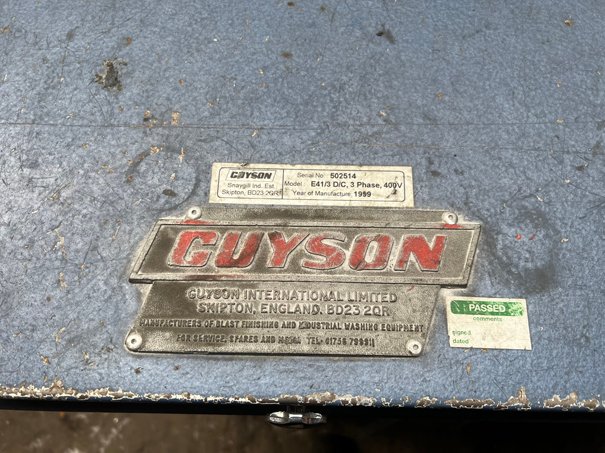 GUYSON
Snaygill Ind. Est.
Skipton, BD23 2QR
Serial No: 502514
Model: E41/3 D/C, 3 Phase, 400V
Year of Manufacture: 1999
GUYSON
GUYSON INTERNATIONAL LIMITED
SKIPTON, ENGLAND. BD23 2QR
MANUFACTURERS OF BLAST FINISHING AND INDUSTRIAL WASHING EQUIPMENT
FOR SERVICE, SPARES AND MEDIA TEL:- 01756 799911
PASSED
comments
signed
dated